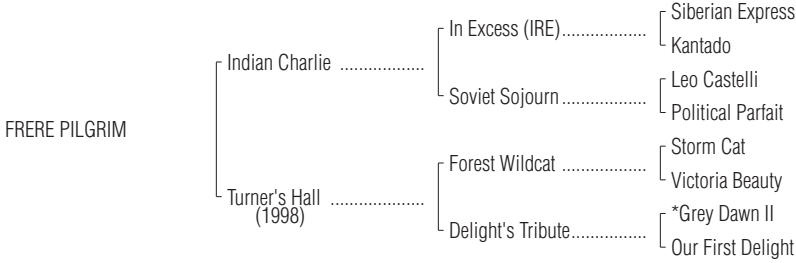 Siberian Express
In Excess (IRE)..................
Kantado
Indian Charlie ..................
Leo Castelli
Soviet Sojourn..................
Political Parfait
FRERE PILGRIM
Storm Cat
Forest Wildcat ..................
Victoria Beauty
Turner's Hall ..................
(1998)
*Grey Dawn II
Delight's Tribute................
Our First Delight